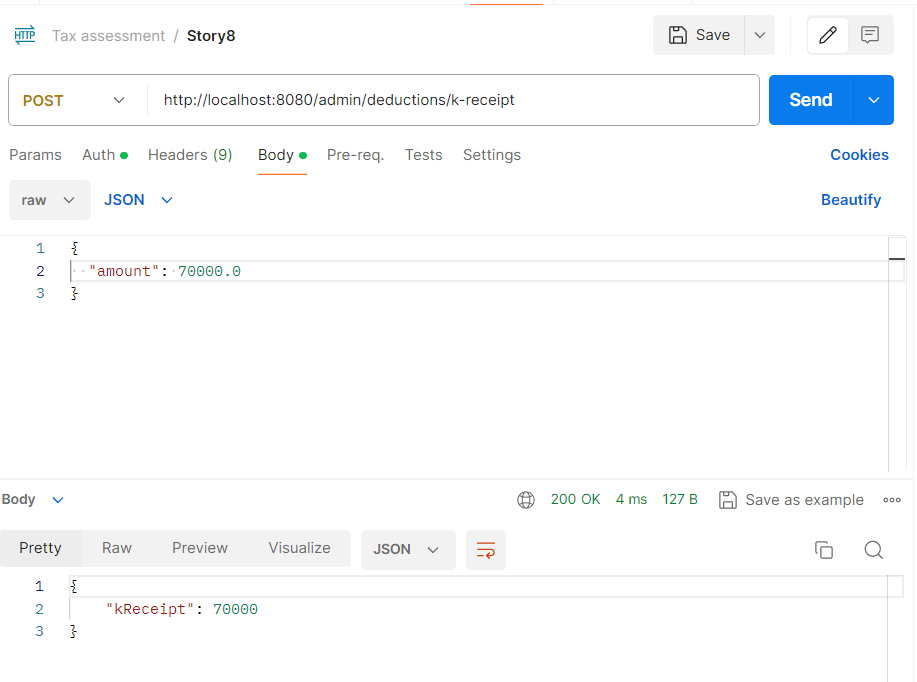 HTTP Tax assessment / Story8 Save
POST http://localhost:8080/admin/deductions/k-receipt Send
Params Auth Headers (9) Body Pre-req. Tests Settings Cookies
raw JSON Beautify
1 {
2 "amount": 70000.0
3 }
Body 200 OK 4 ms 127 B Save as example
Pretty Raw Preview Visualize JSON
1 {
2 "kReceipt": 70000
3 }